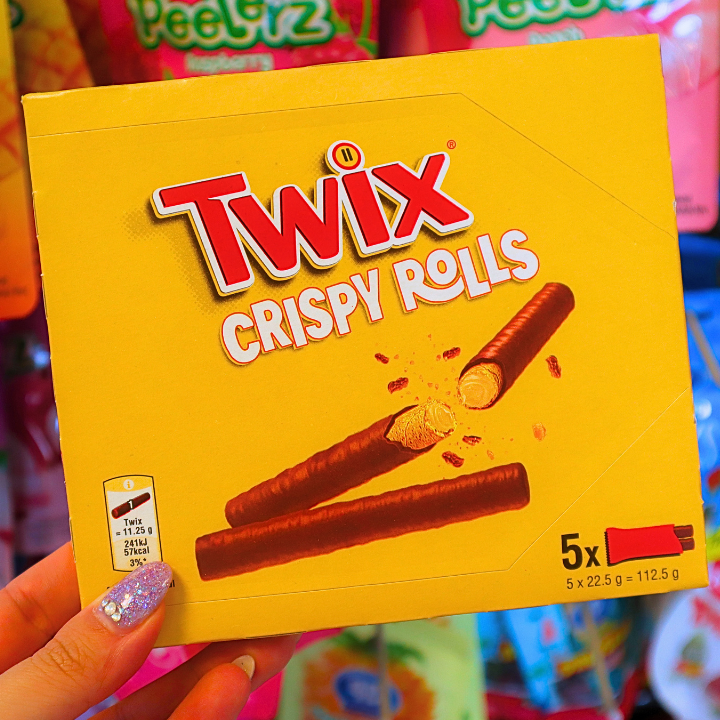 PEELERZ
raspberry
PEELERZ
TWIX®
CRISPY ROLLS
1
Twix
= 11.25 g
241kJ
57kcal
3%*
5x
5 x 22.5 g = 112.5 g